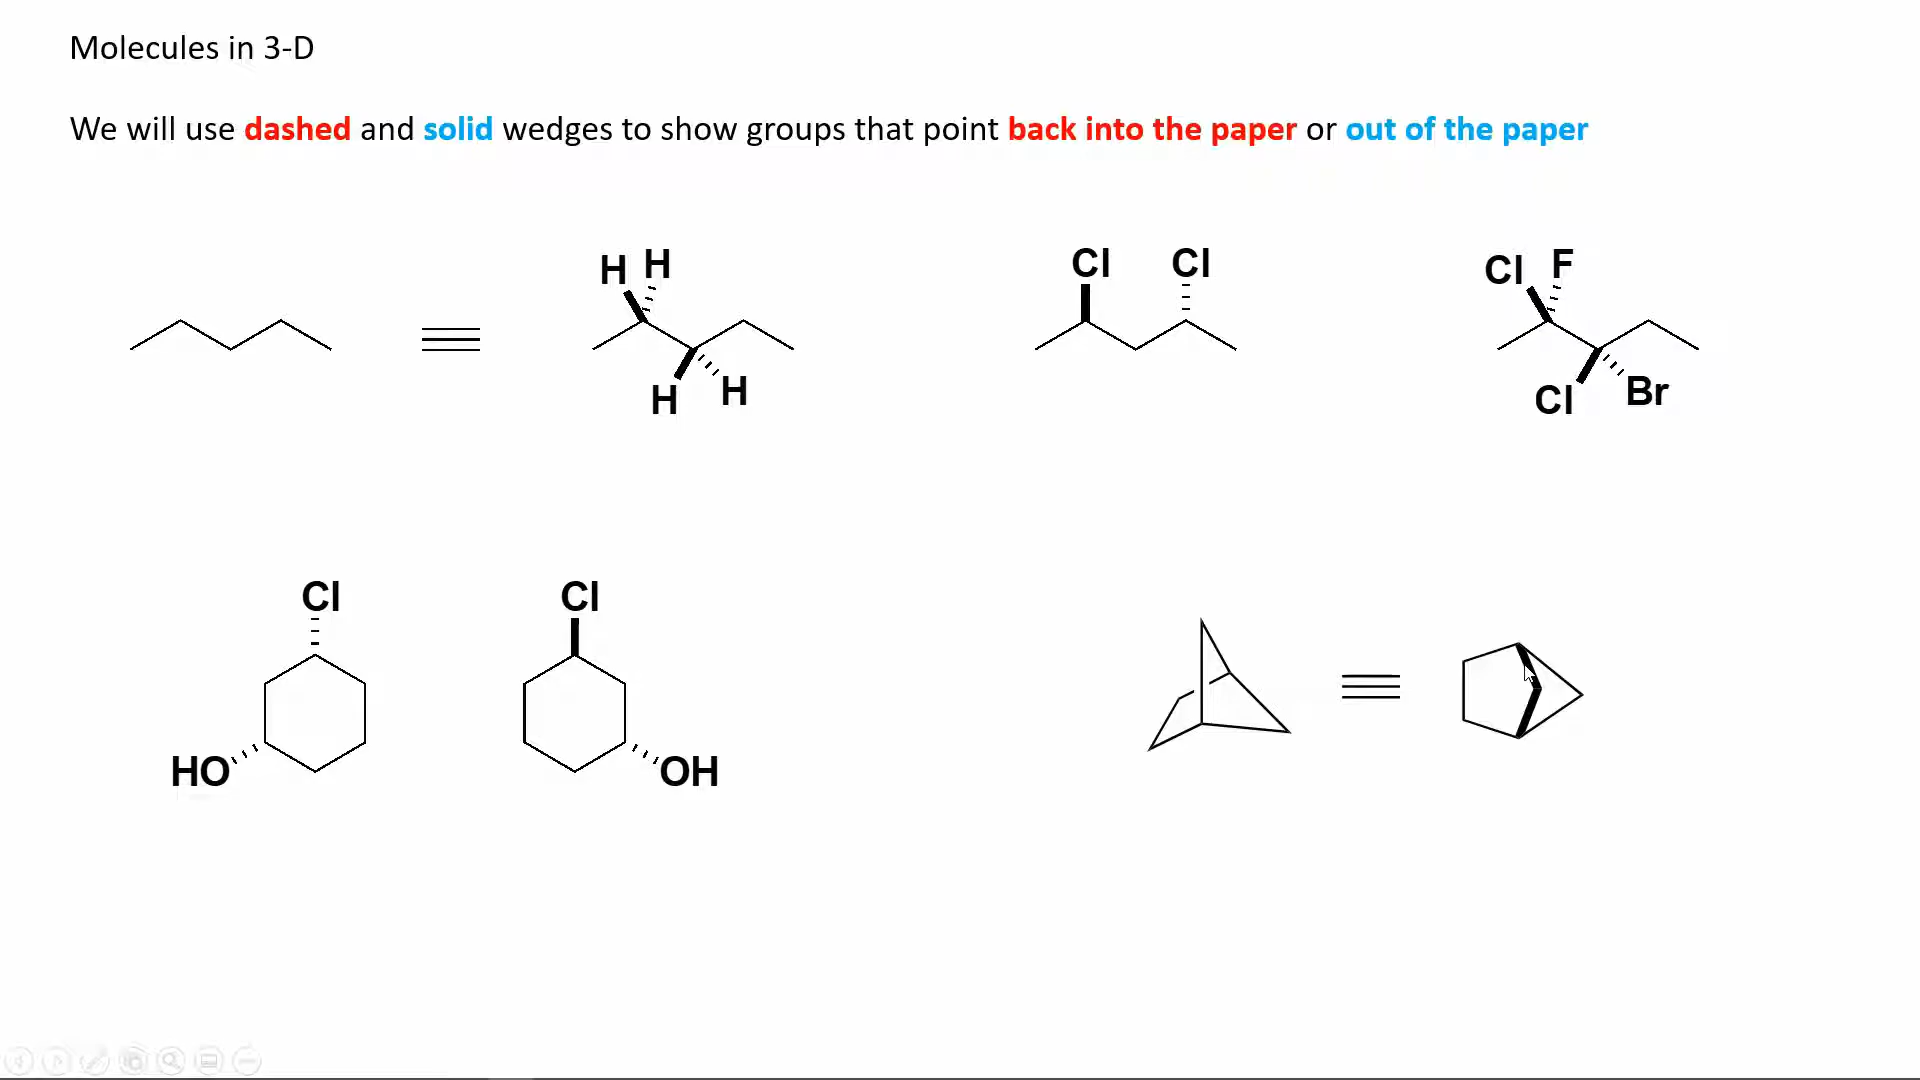 Molecules in 3-D
We will use dashed and solid wedges to show groups that point back into the paper or out of the paper
H H
H H
Cl Cl
Cl F
Cl Br
Cl
HO
Cl
OH